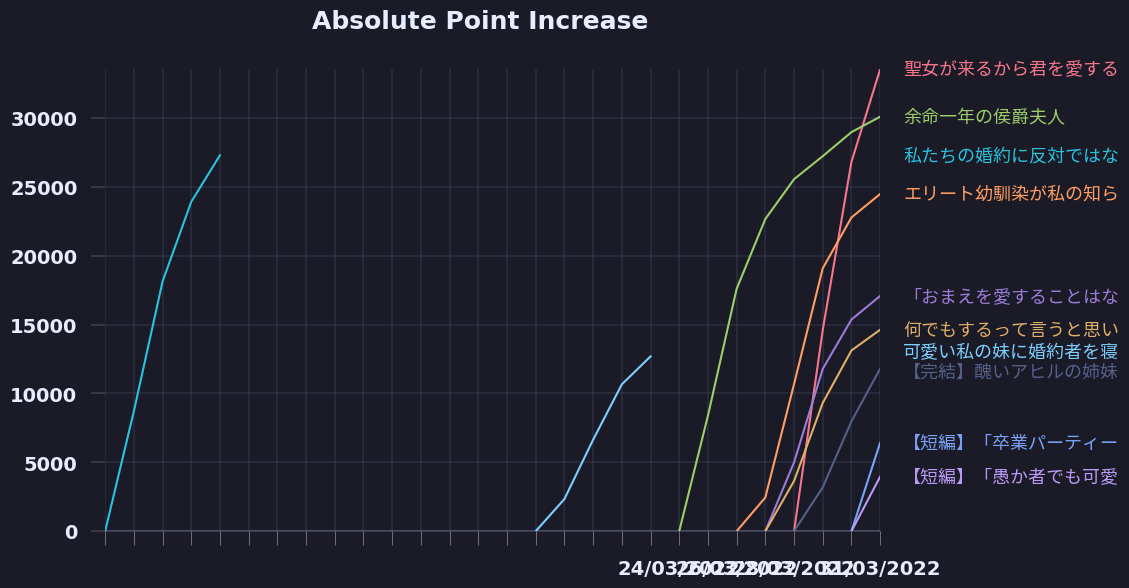 Absolute Point Increase
30000
25000
20000
15000
10000
5000
0
聖女が来るから君を愛する
余命一年の侯爵夫人
私たちの婚約に反対ではな
エリート幼馴染が私の知ら
「おまえを愛することはな
何でもするって言うと思い
可愛い私の妹に婚約者を寝
【完結】醜いアヒルの姉妹
【短編】「卒業パーティー
【短編】「愚か者でも可愛
24/03/2022
31/03/2022